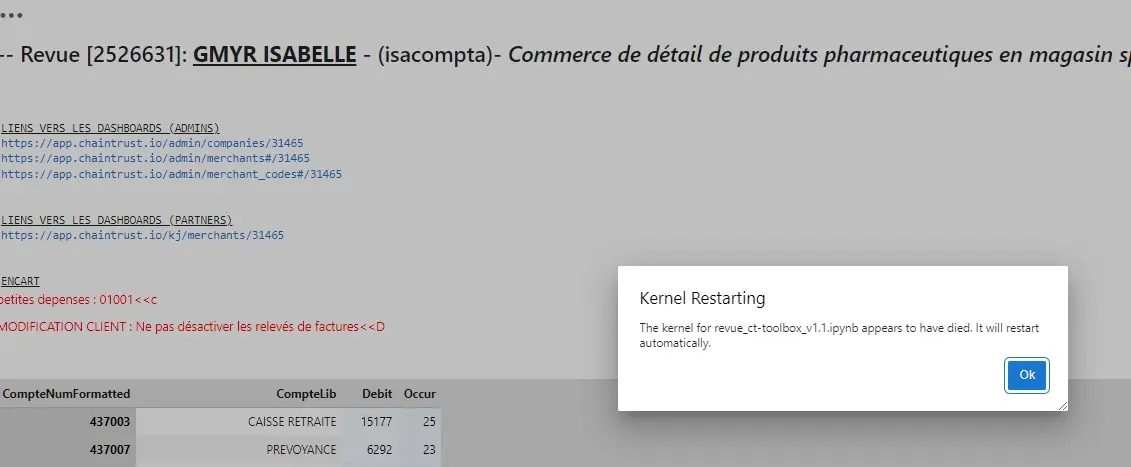 •••
-- Revue [2526631]: GMYR ISABELLE - (isacompta)- Commerce de détail de produits pharmaceutiques en magasin sp
LIENS VERS LES DASHBOARDS (ADMINS)
https://app.chaintrust.io/admin/companies/31465
https://app.chaintrust.io/admin/merchants#/31465
https://app.chaintrust.io/admin/merchant_codes#/31465
LIENS VERS LES DASHBOARDS (PARTNERS)
https://app.chaintrust.io/kj/merchants/31465
ENCART
petites depenses : 01001<<c
MODIFICATION CLIENT : Ne pas désactiver les relevés de factures<<D
Kernel Restarting
The kernel for revue_ct-toolbox_v1.1.ipynb appears to have died. It will restart
automatically.
Ok
CompteNumFormatted CompteLib Debit Occur
437003 CAISSE RETRAITE 15177 25
437007 PREVOYANCE 6292 23